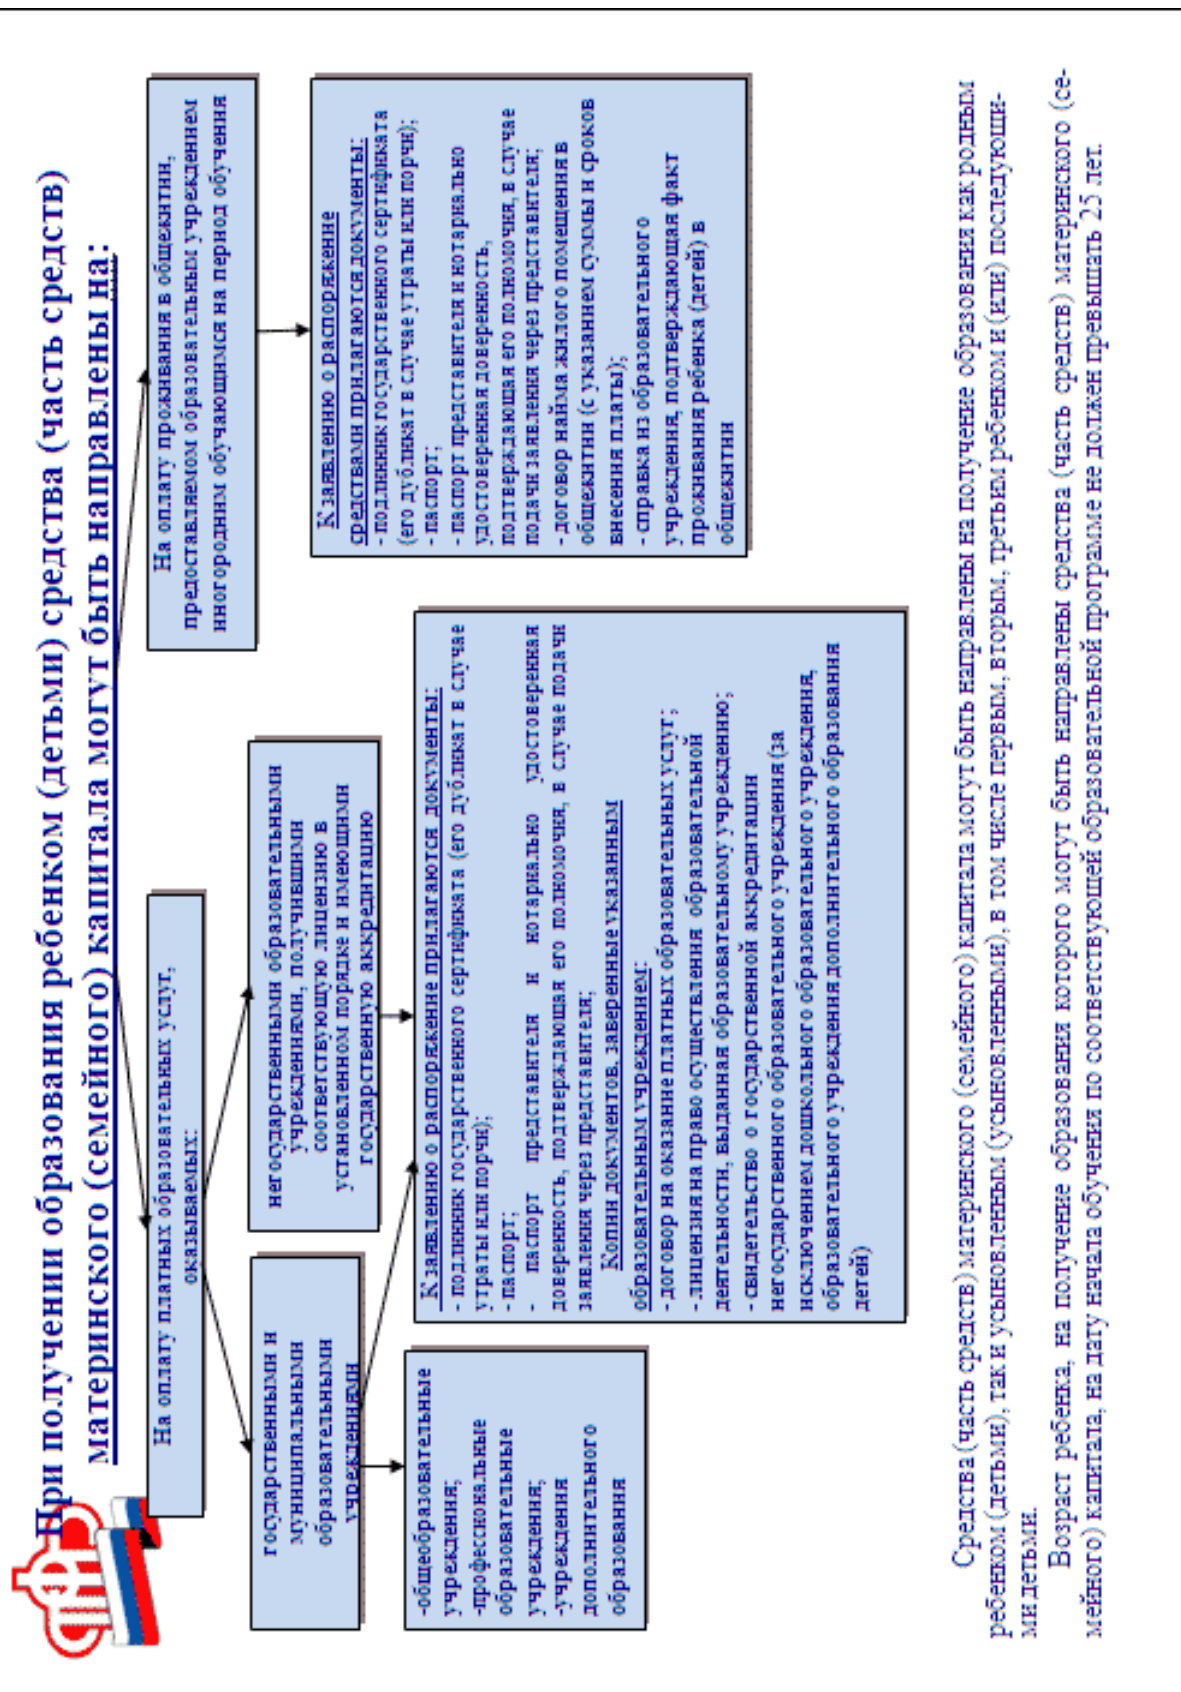 При получении образования ребенком (детьми) средства (часть средств)
материнского (семейного) капитала могут быть направлены на:
На оплату платных образовательных услуг,
оказываемых:
На оплату проживания в общежитии,
предоставляемом образовательным учреждением
иногородним обучающимся на период обучения
государственными и
муниципальными
образовательными
учреждениями
негосударственными образовательными
учреждениями, получившими
соответствующую лицензию в
установленном порядке и имеющими
государственную аккредитацию
К заявлению о распоряжение
средствами прилагаются документы:
- подлинник государственного сертификата
(его дубликат в случае утраты или порчи);
- паспорт;
- паспорт представителя и нотариально
удостоверенная доверенность,
подтверждающая его полномочия, в случае
подачи заявления через представителя;
- договор найма жилого помещения в
общежитии (с указанием суммы и сроков
внесения платы);
- справка из образовательного
учреждения, подтверждающая факт
проживания ребенка (детей) в
общежитии
-общеобразовательные
учреждения;
-профессиональные
образовательные
учреждения;
-учреждения
дополнительного
образования
К заявлению о распоряжение прилагаются документы:
- подлинник государственного сертификата (его дубликат в случае
утраты или порчи);
- паспорт;
- паспорт представителя и нотариально удостоверенная
доверенность, подтверждающая его полномочия, в случае подачи
заявления через представителя;
Копии документов, заверенные указанным
образовательным учреждением:
- договор на оказание платных образовательных услуг;
- лицензия на право осуществления образовательной
деятельности, выданная образовательному учреждению;
- свидетельство о государственной аккредитации
негосударственного образовательного учреждения (за
исключением дошкольного образовательного учреждения,
образовательного учреждения дополнительного образования
детей)
Средства (часть средств) материнского (семейного) капитала могут быть направлены на получение образования как родным
ребенком (детьми), так и усыновленным (усыновленными), в том числе первым, вторым, третьим ребенком и (или) последующи-
ми детьми.
Возраст ребенка, на получение образования которого могут быть направлены средства (часть средств) материнского (се-
мейного) капитала, на дату начала обучения по соответствующей образовательной программе не должен превышать 25 лет.